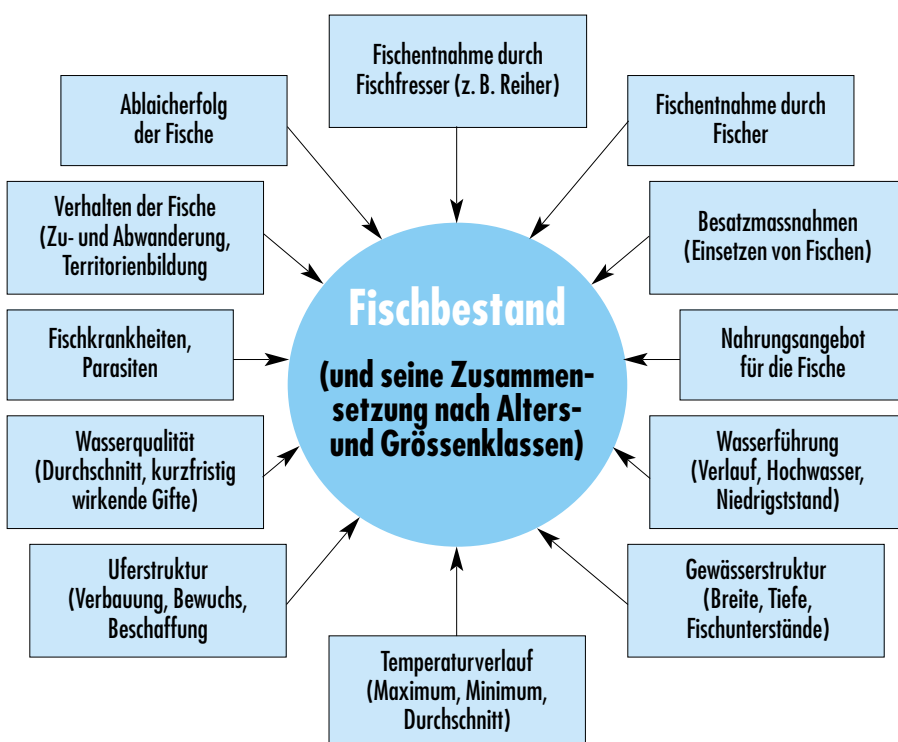 Fischentnahme durch
Fischfresser (z. B. Reiher)
Ablaicherfolg
der Fische
Fischentnahme durch
Fischer
Verhalten der Fische
(Zu- und Abwanderung,
Territorienbildung
Besatzmassnahmen
(Einsetzen von Fischen)
Fischbestand
(und seine Zusammen-
setzung nach Alters-
und Grössenklassen)
Fischkrankheiten,
Parasiten
Nahrungsangebot
für die Fische
Wasserqualität
(Durchschnitt, kurzfristig
wirkende Gifte)
Wasserführung
(Verlauf, Hochwasser,
Niedrigststand)
Uferstruktur
(Verbauung, Bewuchs,
Beschaffung
Gewässerstruktur
(Breite, Tiefe,
Fischunterstände)
Temperaturverlauf
(Maximum, Minimum,
Durchschnitt)